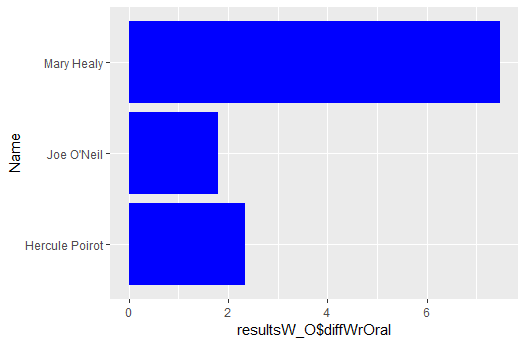 Name
Mary Healy
Joe O'Neil
Hercule Poirot
0 2 4 6
resultsW_O$diffWrOral